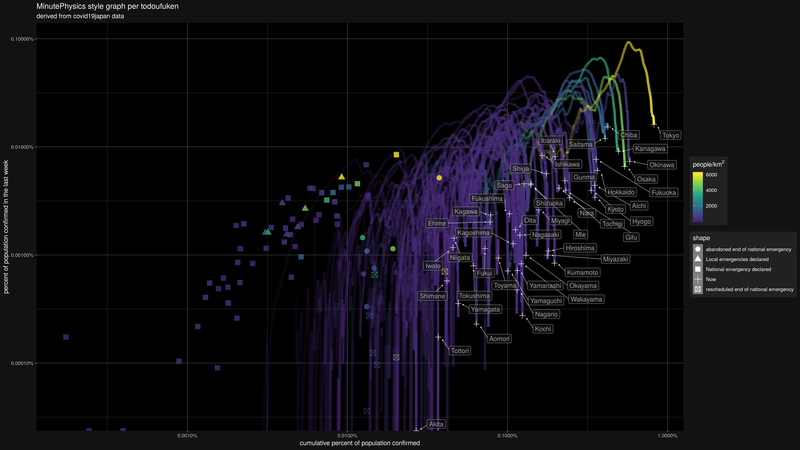 MinutePhysics style graph per todoufuken
derived from covid19japan data
percent of population confirmed in the last week
0.10000%
0.01000%
0.00100%
0.00010%
0.0010%
0.0100%
0.1000%
1.0000%
cumulative percent of population confirmed
Tokyo
Chiba
Ibaraki
Saitama
Kanagawa
Ishikawa
Okinawa
Shiga
Gunma
Osaka
Saga
Hokkaido
Fukuoka
Fukushima
Shizuoka
Aichi
Kagawa
Nara
Kyoto
Ehime
Oita
Miyagi
Tochigi
Hyogo
Kagoshima
Nagasaki
Mie
Gifu
Niigata
Hiroshima
Miyazaki
Iwate
Fukui
Kumamoto
Toyama
Yamanashi
Okayama
Shimane
Tokushima
Yamaguchi
Wakayama
Yamagata
Nagano
Kochi
Aomori
Tottori
Akita
people/km²
6000
4000
2000
shape
abandoned end of national emergency
Local emergencies declared
National emergency declared
Now
rescheduled end of national emergency